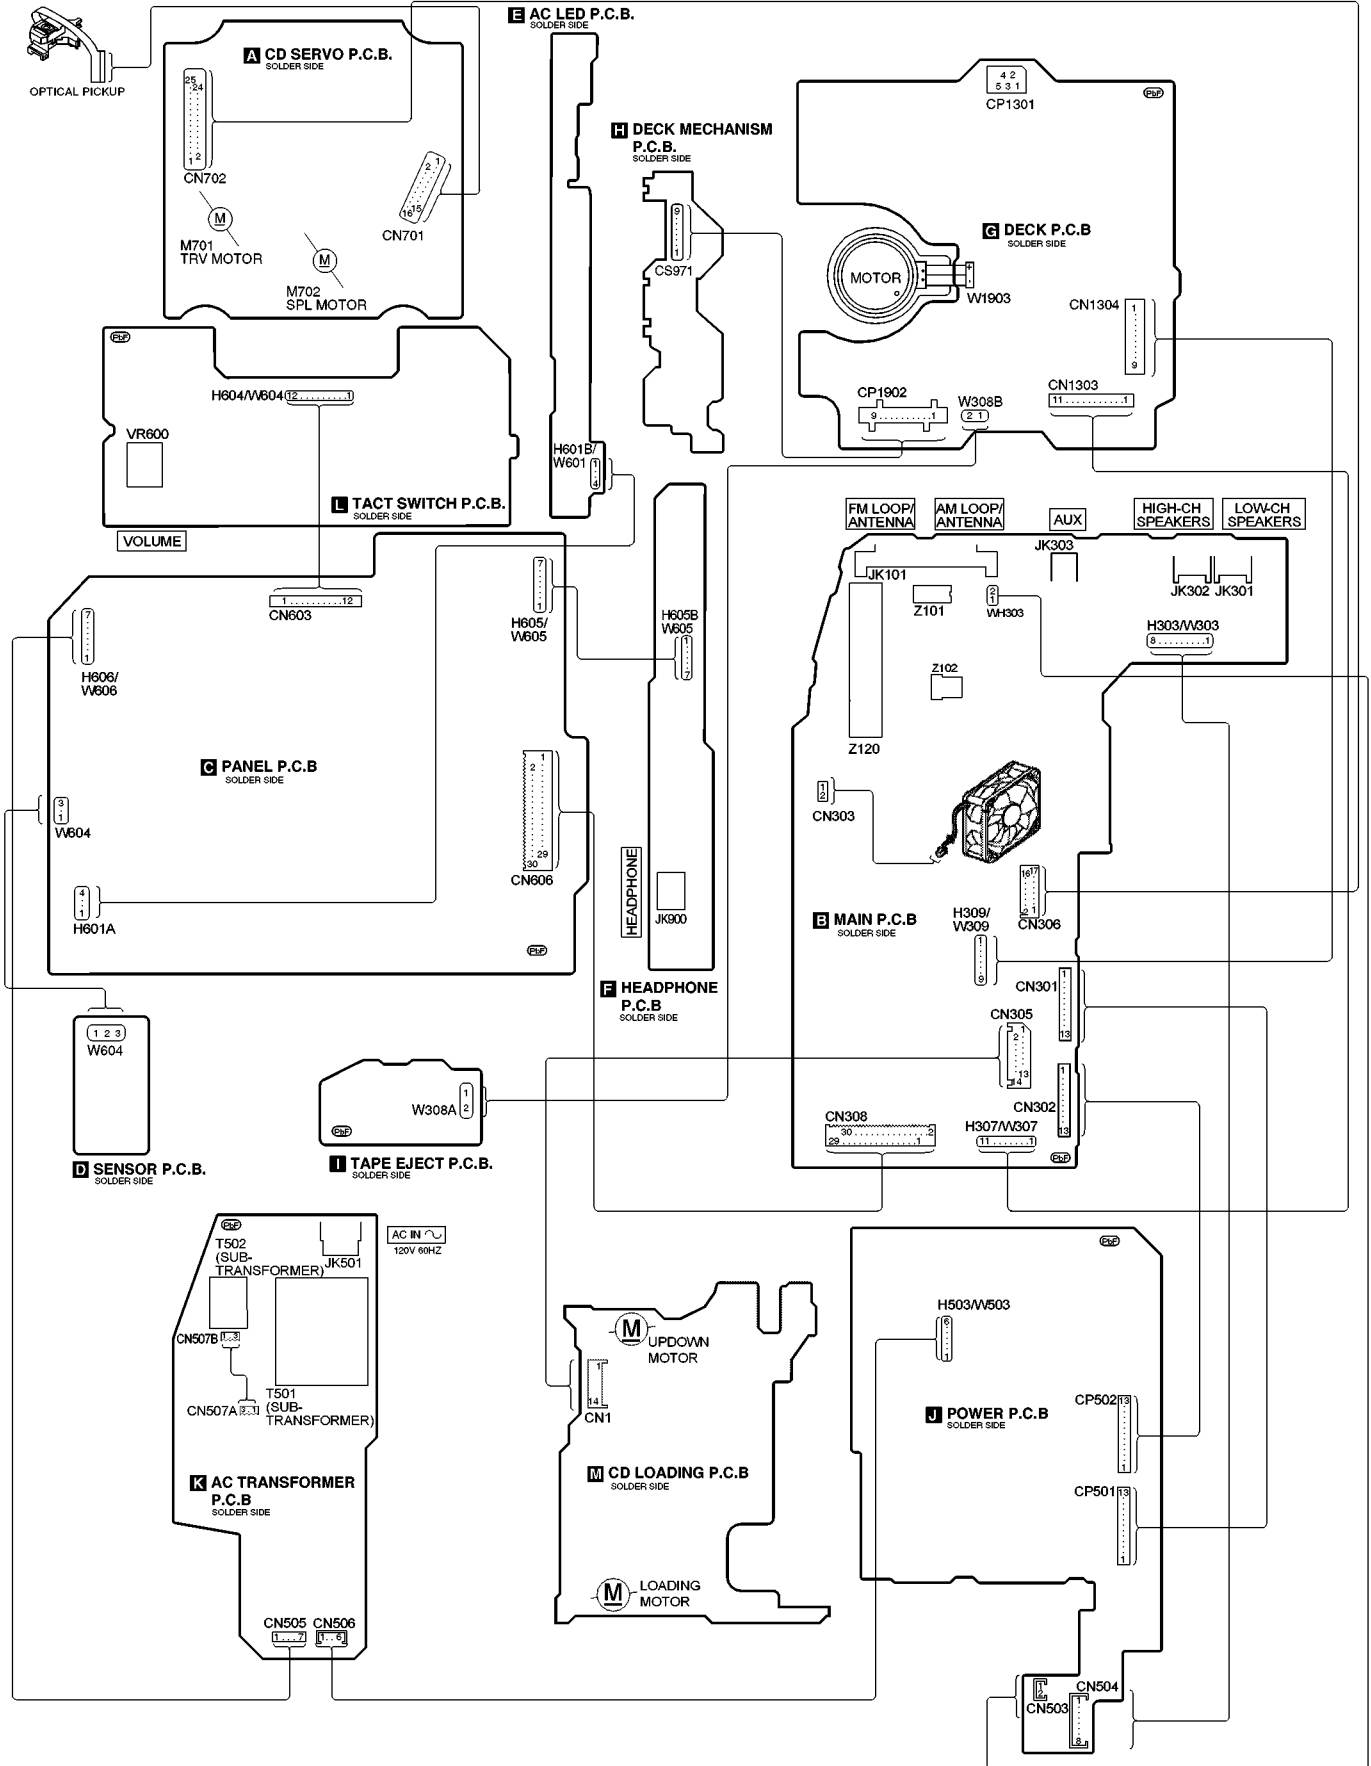 OPTICAL PICKUP
A CD SERVO P.C.B.
SOLDER SIDE
25
24
1 2
CN702
2 1
16 15
CN701
M
M701
TRV MOTOR
M
M702
SPL MOTOR
E AC LED P.C.B.
SOLDER SIDE
H601B/
W601
1
4
H DECK MECHANISM
P.C.B.
SOLDER SIDE
9
1
CS971
4 2
5 3 1
CP1301
PbF
G DECK P.C.B
SOLDER SIDE
MOTOR
+
-
W1903
CN1304
1
9
CP1902
9.........1
W308B
2 1
CN1303
11...........1
PbF
H604/W604
12.........1
VR600
L TACT SWITCH P.C.B.
SOLDER SIDE
VOLUME
1..........12
CN603
7
1
H605/
W605
7
1
H606/
W606
C PANEL P.C.B
SOLDER SIDE
1
2
29
30
CN606
3
1
W604
4
1
H601A
PbF
H605B
W605
1
7
HEADPHONE
JK900
F HEADPHONE
P.C.B
SOLDER SIDE
FM LOOP/
ANTENNA
AM LOOP/
ANTENNA
AUX
HIGH-CH
SPEAKERS
LOW-CH
SPEAKERS
JK303
JK101
JK302
JK301
Z101
2
1
WH303
H303/W303
8.........1
Z102
Z120
1
2
CN303
B MAIN P.C.B
SOLDER SIDE
16 17
2 1
CN306
H309/
W309
1
9
CN301
1
13
CN305
1
2
13
14
CN302
1
13
CN308
30...............2
29..............1
H307/W307
11..........1
PbF
1 2 3
W604
D SENSOR P.C.B.
SOLDER SIDE
W308A
1
2
PbF
I TAPE EJECT P.C.B.
SOLDER SIDE
PbF
T502
(SUB-
TRANSFORMER)
JK501
AC IN
120V 60HZ
CN507B
1..3
CN507A
3..1
T501
(SUB-
TRANSFORMER)
K AC TRANSFORMER
P.C.B
SOLDER SIDE
CN505
1....7
CN506
1..6
M
UPDOWN
MOTOR
1
14
CN1
M CD LOADING P.C.B
SOLDER SIDE
M
LOADING
MOTOR
PbF
H503/W503
6
1
J POWER P.C.B
SOLDER SIDE
CP502
13
1
CP501
13
1
1
2
CN503
CN504
1
8